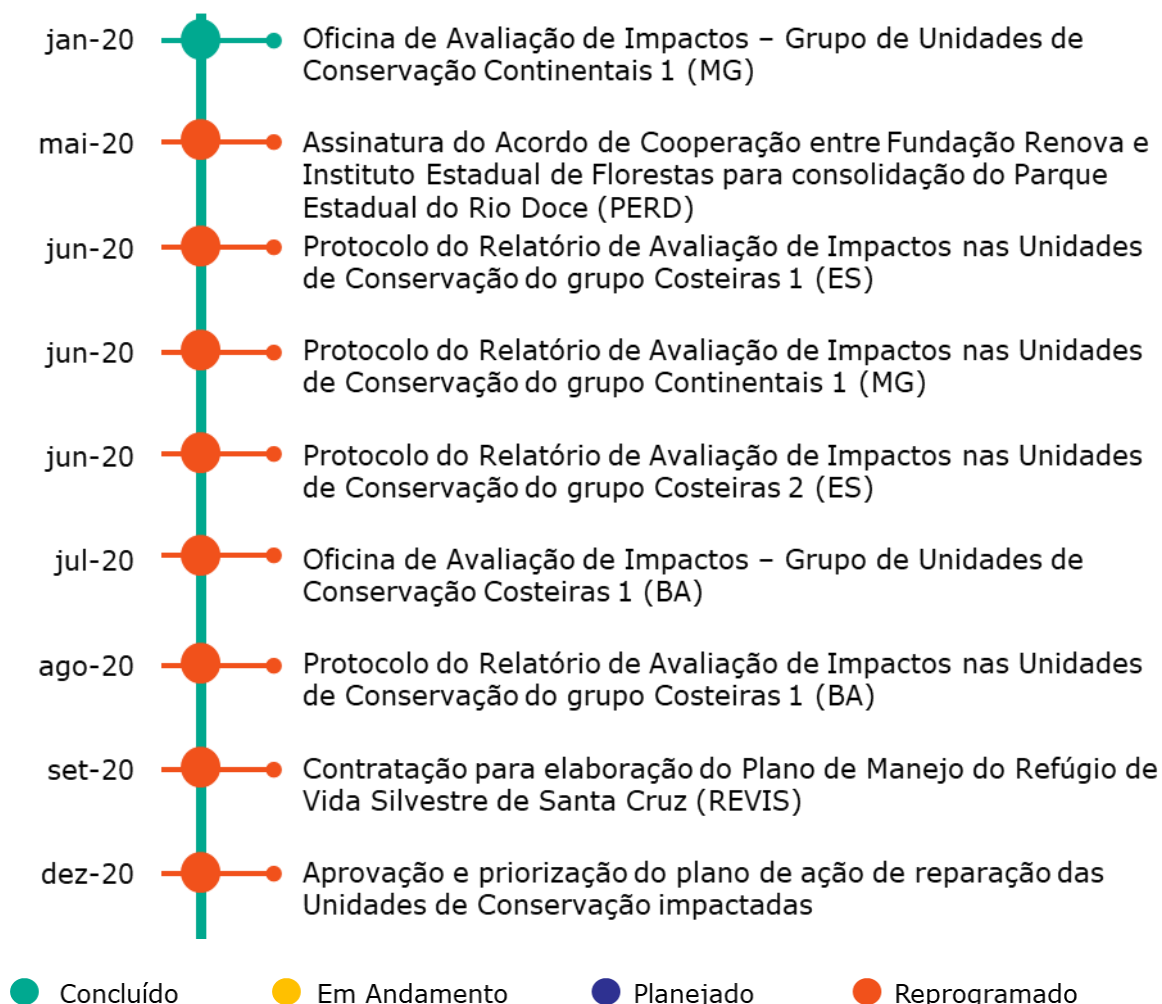 jan-20 Oficina de Avaliação de Impactos – Grupo de Unidades de
Conservação Continentais 1 (MG)
mai-20 Assinatura do Acordo de Cooperação entre Fundação Renova e
Instituto Estadual de Florestas para consolidação do Parque
Estadual do Rio Doce (PERD)
jun-20 Protocolo do Relatório de Avaliação de Impactos nas Unidades
de Conservação do grupo Costeiras 1 (ES)
jun-20 Protocolo do Relatório de Avaliação de Impactos nas Unidades
de Conservação do grupo Continentais 1 (MG)
jun-20 Protocolo do Relatório de Avaliação de Impactos nas Unidades
de Conservação do grupo Costeiras 2 (ES)
jul-20 Oficina de Avaliação de Impactos – Grupo de Unidades de
Conservação Costeiras 1 (BA)
ago-20 Protocolo do Relatório de Avaliação de Impactos nas Unidades
de Conservação do grupo Costeiras 1 (BA)
set-20 Contratação para elaboração do Plano de Manejo do Refúgio de
Vida Silvestre de Santa Cruz (REVIS)
dez-20 Aprovação e priorização do plano de ação de reparação das
Unidades de Conservação impactadas
Concluído Em Andamento Planejado Reprogramado